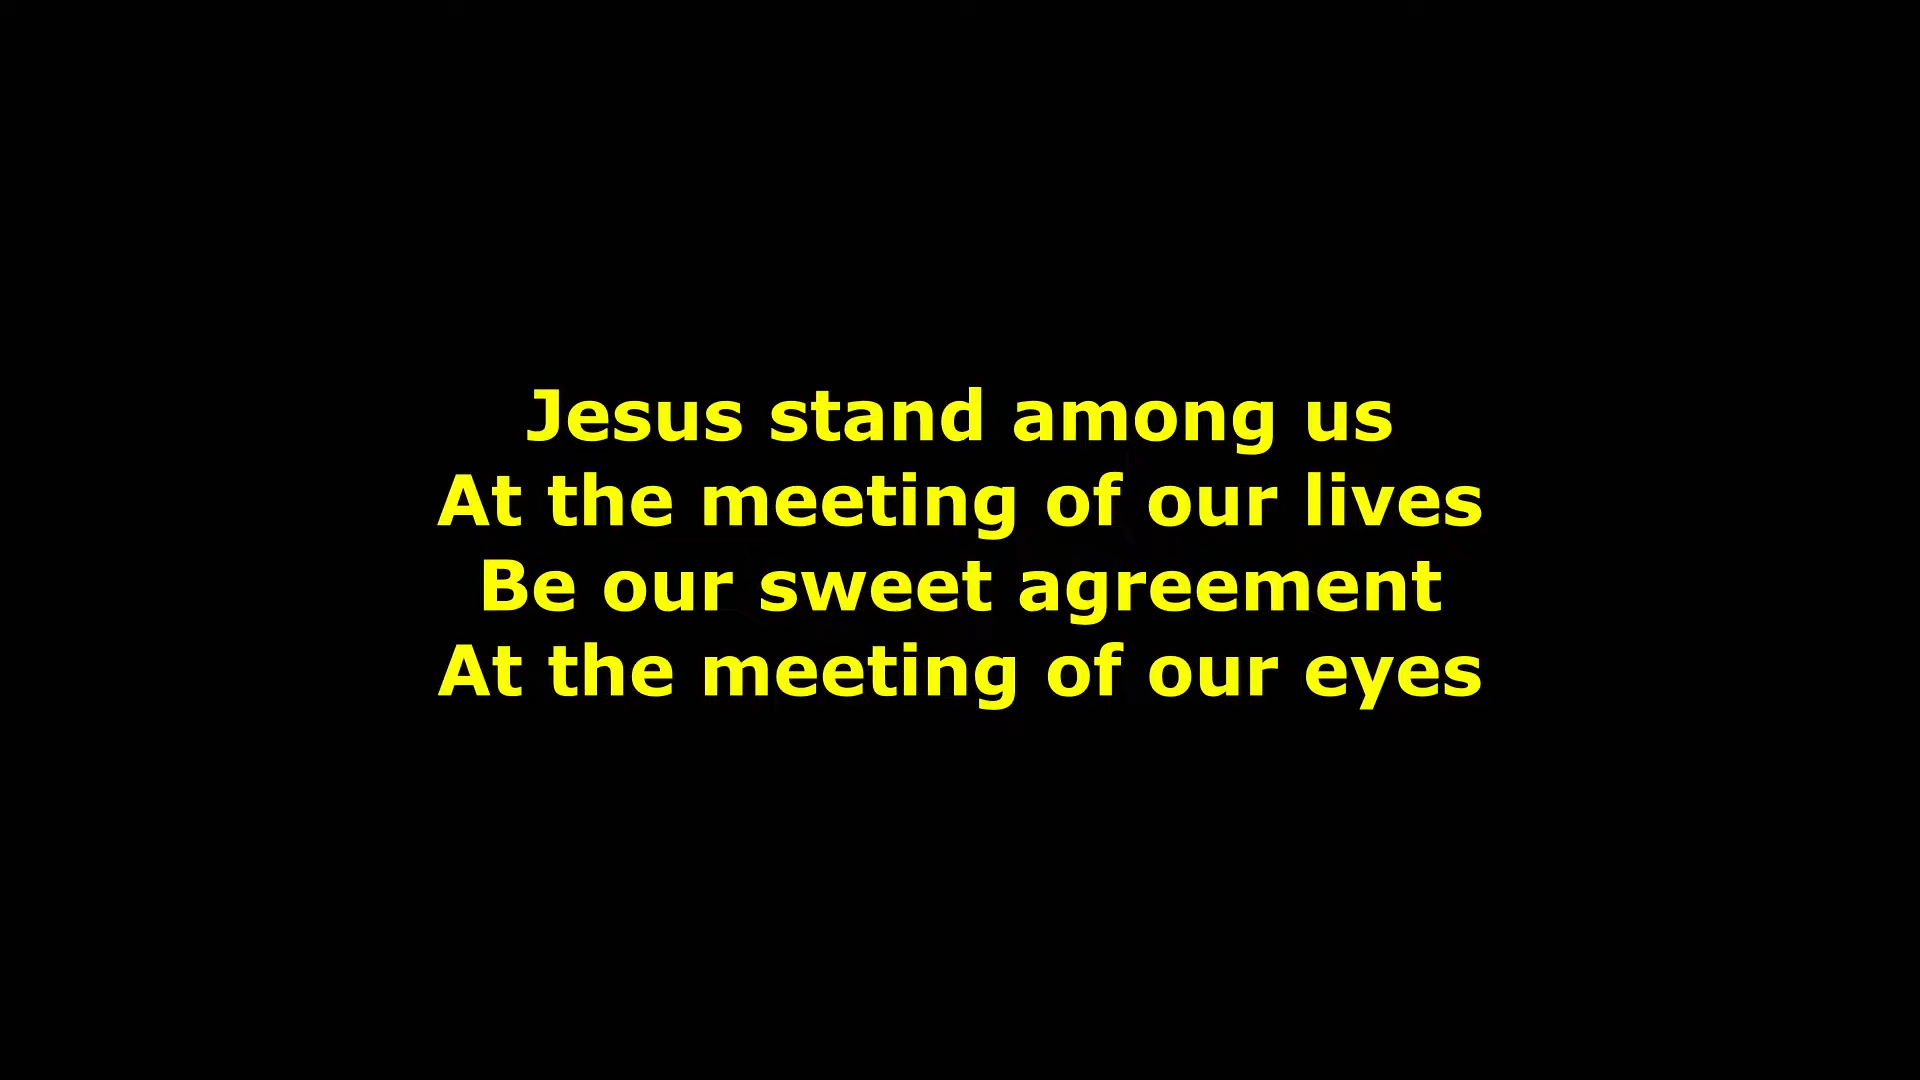 Jesus stand among us
At the meeting of our lives
Be our sweet agreement
At the meeting of our eyes